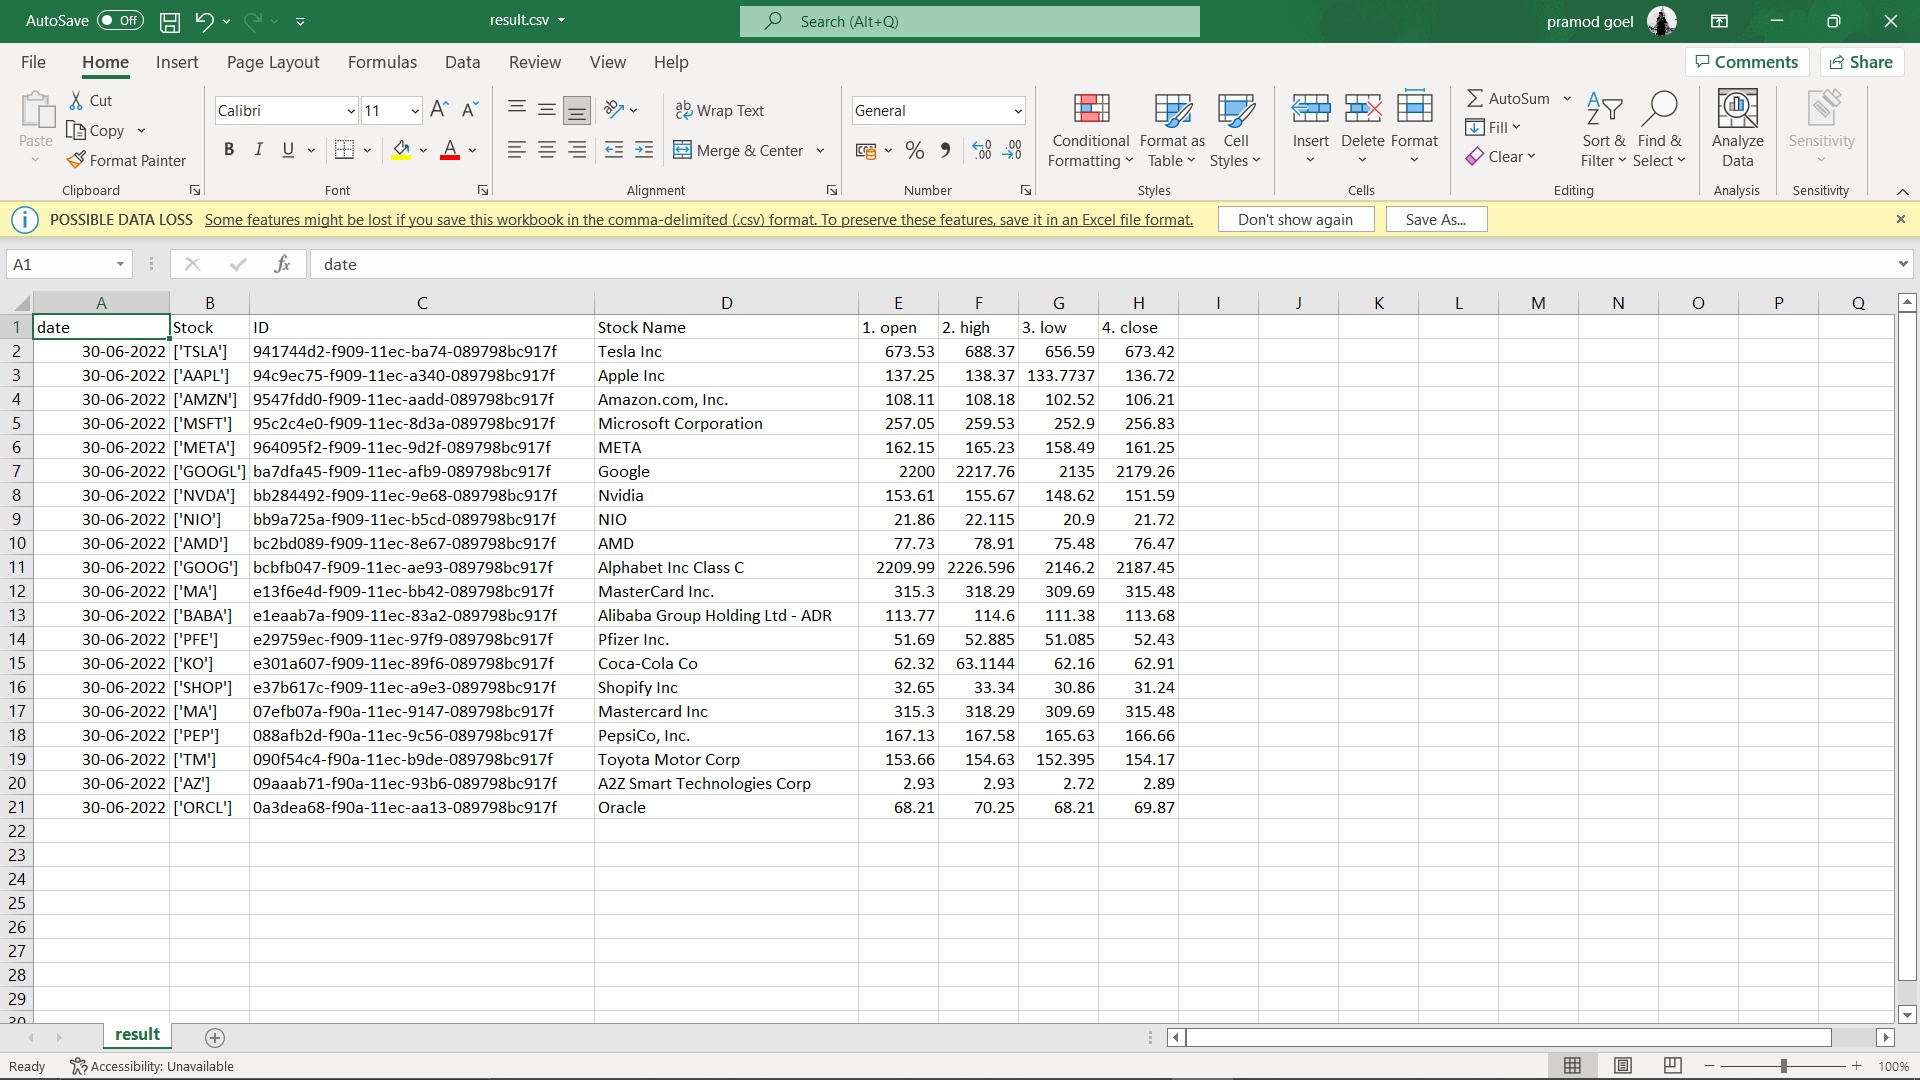 AutoSave Off result.csv Search (Alt+Q) pramod goel
File Home Insert Page Layout Formulas Data Review View Help Comments Share
Paste Cut Copy Format Painter Clipboard
Calibri 11 B I U A Font
Wrap Text Merge & Center Alignment
General % Number
Conditional Formatting Format as Table Cell Styles Styles
Insert Delete Format Cells
AutoSum Fill Clear Sort & Filter Find & Select Editing
Analyze Data Analysis
Sensitivity Sensitivity
POSSIBLE DATA LOSS Some features might be lost if you save this workbook in the comma-delimited (.csv) format. To preserve these features, save it in an Excel file format. Don't show again Save As...
A1 fx date
A B C D E F G H I J K L M N O P Q
1 date Stock ID Stock Name 1. open 2. high 3. low 4. close
2 30-06-2022 ['TSLA'] 941744d2-f909-11ec-ba74-089798bc917f Tesla Inc 673.53 688.37 656.59 673.42
3 30-06-2022 ['AAPL'] 94c9ec75-f909-11ec-a340-089798bc917f Apple Inc 137.25 138.37 133.7737 136.72
4 30-06-2022 ['AMZN'] 9547fdd0-f909-11ec-aadd-089798bc917f Amazon.com, Inc. 108.11 108.18 102.52 106.21
5 30-06-2022 ['MSFT'] 95c2c4e0-f909-11ec-8d3a-089798bc917f Microsoft Corporation 257.05 259.53 252.9 256.83
6 30-06-2022 ['META'] 964095f2-f909-11ec-9d2f-089798bc917f META 162.15 165.23 158.49 161.25
7 30-06-2022 ['GOOGL'] ba7dfa45-f909-11ec-afb9-089798bc917f Google 2200 2217.76 2135 2179.26
8 30-06-2022 ['NVDA'] bb284492-f909-11ec-9e68-089798bc917f Nvidia 153.61 155.67 148.62 151.59
9 30-06-2022 ['NIO'] bb9a725a-f909-11ec-b5cd-089798bc917f NIO 21.86 22.115 20.9 21.72
10 30-06-2022 ['AMD'] bc2bd089-f909-11ec-8e67-089798bc917f AMD 77.73 78.91 75.48 76.47
11 30-06-2022 ['GOOG'] bcbfb047-f909-11ec-ae93-089798bc917f Alphabet Inc Class C 2209.99 2226.596 2146.2 2187.45
12 30-06-2022 ['MA'] e13f6e4d-f909-11ec-bb42-089798bc917f MasterCard Inc. 315.3 318.29 309.69 315.48
13 30-06-2022 ['BABA'] e1eaab7a-f909-11ec-83a2-089798bc917f Alibaba Group Holding Ltd - ADR 113.77 114.6 111.38 113.68
14 30-06-2022 ['PFE'] e29759ec-f909-11ec-97f9-089798bc917f Pfizer Inc. 51.69 52.885 51.085 52.43
15 30-06-2022 ['KO'] e301a607-f909-11ec-89f6-089798bc917f Coca-Cola Co 62.32 63.1144 62.16 62.91
16 30-06-2022 ['SHOP'] e37b617c-f909-11ec-a9e3-089798bc917f Shopify Inc 32.65 33.34 30.86 31.24
17 30-06-2022 ['MA'] 07efb07a-f90a-11ec-9147-089798bc917f Mastercard Inc 315.3 318.29 309.69 315.48
18 30-06-2022 ['PEP'] 088afb2d-f90a-11ec-9c56-089798bc917f PepsiCo, Inc. 167.13 167.58 165.63 166.66
19 30-06-2022 ['TM'] 090f54c4-f90a-11ec-b9de-089798bc917f Toyota Motor Corp 153.66 154.63 152.395 154.17
20 30-06-2022 ['AZ'] 09aaab71-f90a-11ec-93b6-089798bc917f A2Z Smart Technologies Corp 2.93 2.93 2.72 2.89
21 30-06-2022 ['ORCL'] 0a3dea68-f90a-11ec-aa13-089798bc917f Oracle 68.21 70.25 68.21 69.87
22
23
24
25
26
27
28
29
30
result
Ready Accessibility: Unavailable 100%